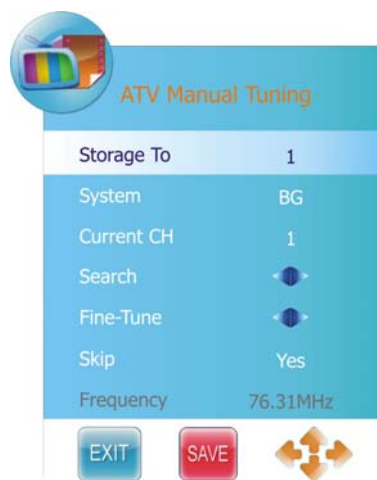 ATV Manual Tuning
Storage To 1
System BG
Current CH 1
Search
Fine-Tune
Skip Yes
Frequency 76.31MHz
EXIT SAVE